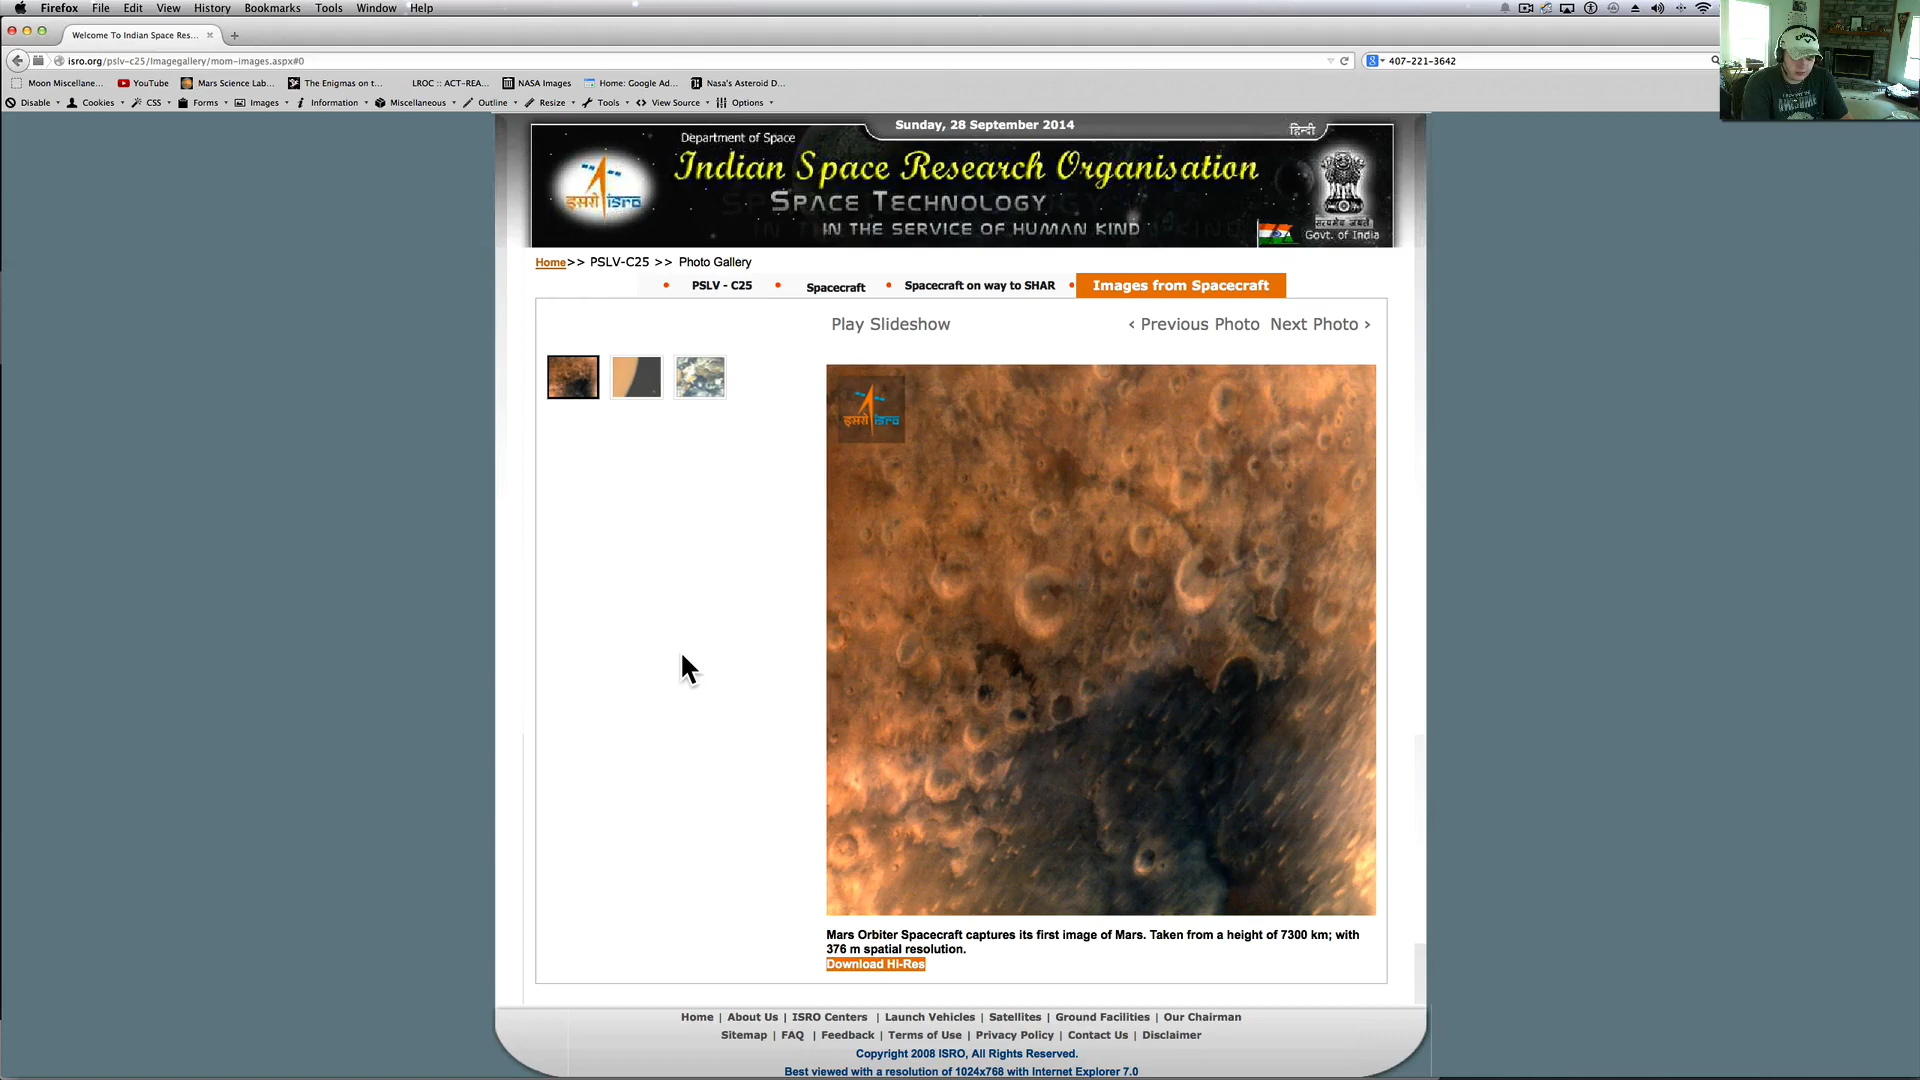 Firefox File Edit View History Bookmarks Tools Window Help
Welcome To Indian Space Res...
isro.org/pslv-c25/Imagegallery/mom-images.aspx#0
407-221-3642
Moon Miscellane... YouTube Mars Science Lab... The Enigmas on t... LROC :: ACT-REA... NASA Images Home: Google Ad... Nasa's Asteroid D...
Disable Cookies CSS Forms Images Information Miscellaneous Outline Resize Tools View Source Options
Sunday, 28 September 2014
हिन्दी
Department of Space
Indian Space Research Organisation
SPACE TECHNOLOGY
IN THE SERVICE OF HUMAN KIND
इसरो isro
सत्यमेव जयते
Govt. of India
Home>> PSLV-C25 >> Photo Gallery
PSLV - C25 Spacecraft Spacecraft on way to SHAR Images from Spacecraft
Play Slideshow ‹ Previous Photo Next Photo ›
इसरो isro
Mars Orbiter Spacecraft captures its first image of Mars. Taken from a height of 7300 km; with
376 m spatial resolution.
Download Hi-Res
Home | About Us | ISRO Centers | Launch Vehicles | Satellites | Ground Facilities | Our Chairman
Sitemap | FAQ | Feedback | Terms of Use | Privacy Policy | Contact Us | Disclaimer
Copyright 2008 ISRO, All Rights Reserved.
Best viewed with a resolution of 1024x768 with Internet Explorer 7.0